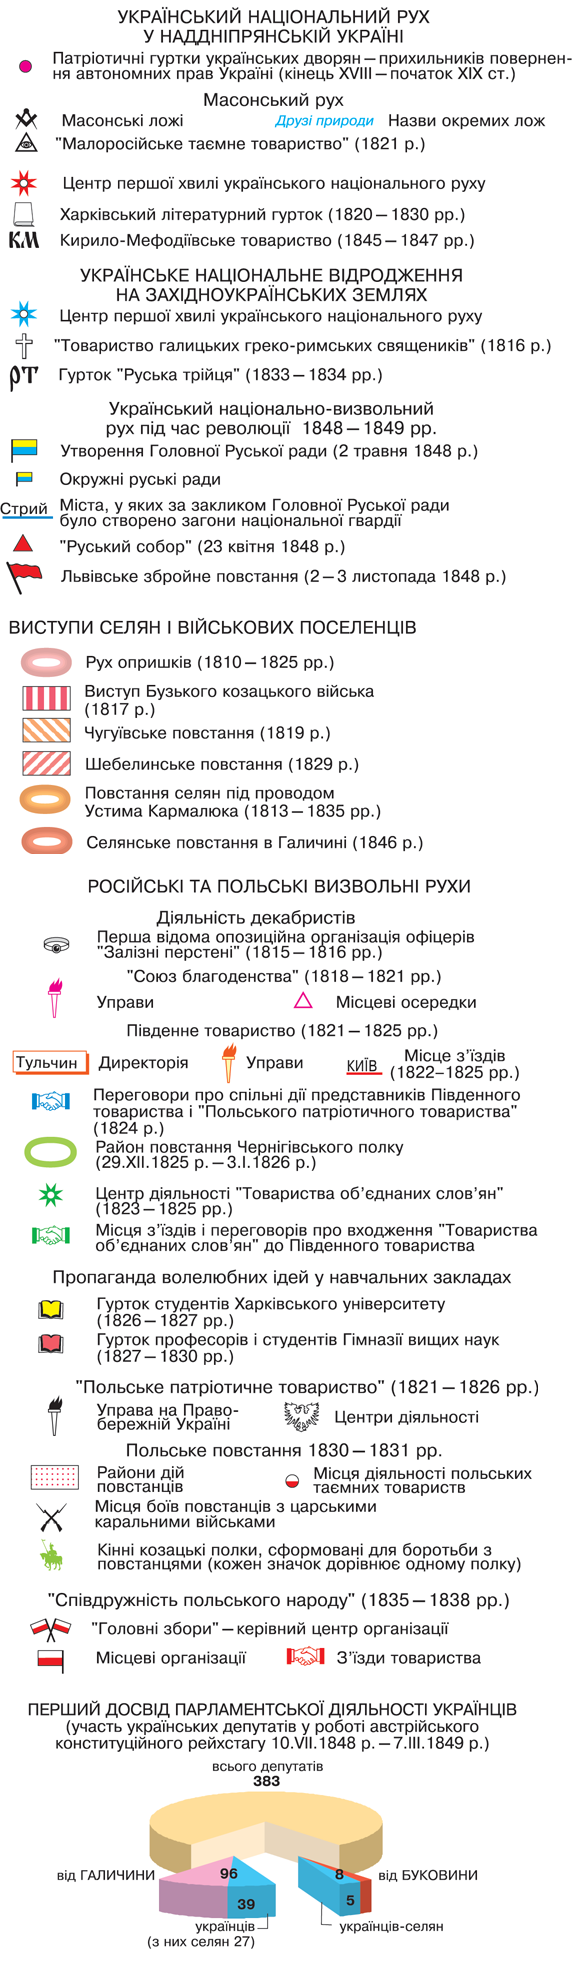 УКРАЇНСЬКИЙ НАЦІОНАЛЬНИЙ РУХ
У НАДДНІПРЯНСЬКІЙ УКРАЇНІ
Патріотичні гуртки українських дворян — прихильників повернен-
ня автономних прав Україні (кінець XVIII — початок XIX ст.)
Масонський рух
Масонські ложі Друзі природи Назви окремих лож
"Малоросійське таємне товариство" (1821 р.)
Центр першої хвилі українського національного руху
Харківський літературний гурток (1820 — 1830 рр.)
КМ Кирило-Мефодіївське товариство (1845 — 1847 рр.)
УКРАЇНСЬКЕ НАЦІОНАЛЬНЕ ВІДРОДЖЕННЯ
НА ЗАХІДНОУКРАЇНСЬКИХ ЗЕМЛЯХ
Центр першої хвилі українського національного руху
"Товариство галицьких греко-римських священиків" (1816 р.)
РТ Гурток "Руська трійця" (1833 — 1834 рр.)
Український національно-визвольний
рух під час революції 1848 — 1849 рр.
Утворення Головної Руської ради (2 травня 1848 р.)
Окружні руські ради
Стрий Міста, у яких за закликом Головної Руської ради
було створено загони національної гвардії
"Руський собор" (23 квітня 1848 р.)
Львівське збройне повстання (2 — 3 листопада 1848 р.)
ВИСТУПИ СЕЛЯН І ВІЙСЬКОВИХ ПОСЕЛЕНЦІВ
Рух опришків (1810 — 1825 рр.)
Виступ Бузького козацького війська
(1817 р.)
Чугуївське повстання (1819 р.)
Шебелинське повстання (1829 р.)
Повстання селян під проводом
Устима Кармалюка (1813 — 1835 рр.)
Селянське повстання в Галичині (1846 р.)
РОСІЙСЬКІ ТА ПОЛЬСЬКІ ВИЗВОЛЬНІ РУХИ
Діяльність декабристів
Перша відома опозиційна організація офіцерів
"Залізні перстені" (1815 — 1816 рр.)
"Союз благоденства" (1818 — 1821 рр.)
Управи Місцеві осередки
Південне товариство (1821 — 1825 рр.)
Тульчин Директорія Управи КИЇВ Місце з'їздів
(1822–1825 рр.)
Переговори про спільні дії представників Південного
товариства і "Польського патріотичного товариства"
(1824 р.)
Район повстання Чернігівського полку
(29.XII.1825 р. — 3.I.1826 р.)
Центр діяльності "Товариства об'єднаних слов'ян"
(1823 — 1825 рр.)
Місця з'їздів і переговорів про входження "Товариства
об'єднаних слов'ян" до Південного товариства
Пропаганда волелюбних ідей у навчальних закладах
Гурток студентів Харківського університету
(1826 — 1827 рр.)
Гурток професорів і студентів Гімназії вищих наук
(1827 — 1830 рр.)
"Польське патріотичне товариство" (1821 — 1826 рр.)
Управа на Право-
бережній Україні Центри діяльності
Польське повстання 1830 — 1831 рр.
Райони дій
повстанців
Місця діяльності польських
таємних товариств
Місця боїв повстанців з царськими
каральними військами
Кінні козацькі полки, сформовані для боротьби з
повстанцями (кожен значок дорівнює одному полку)
"Співдружність польського народу" (1835 — 1838 рр.)
"Головні збори" — керівний центр організації
Місцеві організації З'їзди товариства
ПЕРШИЙ ДОСВІД ПАРЛАМЕНТСЬКОЇ ДІЯЛЬНОСТІ УКРАЇНЦІВ
(участь українських депутатів у роботі австрійського
конституційного рейхстагу 10.VII.1848 р. — 7.III.1849 р.)
всього депутатів
383
від ГАЛИЧИНИ 96 8 від БУКОВИНИ
39 5
українців українців-селян
(з них селян 27)